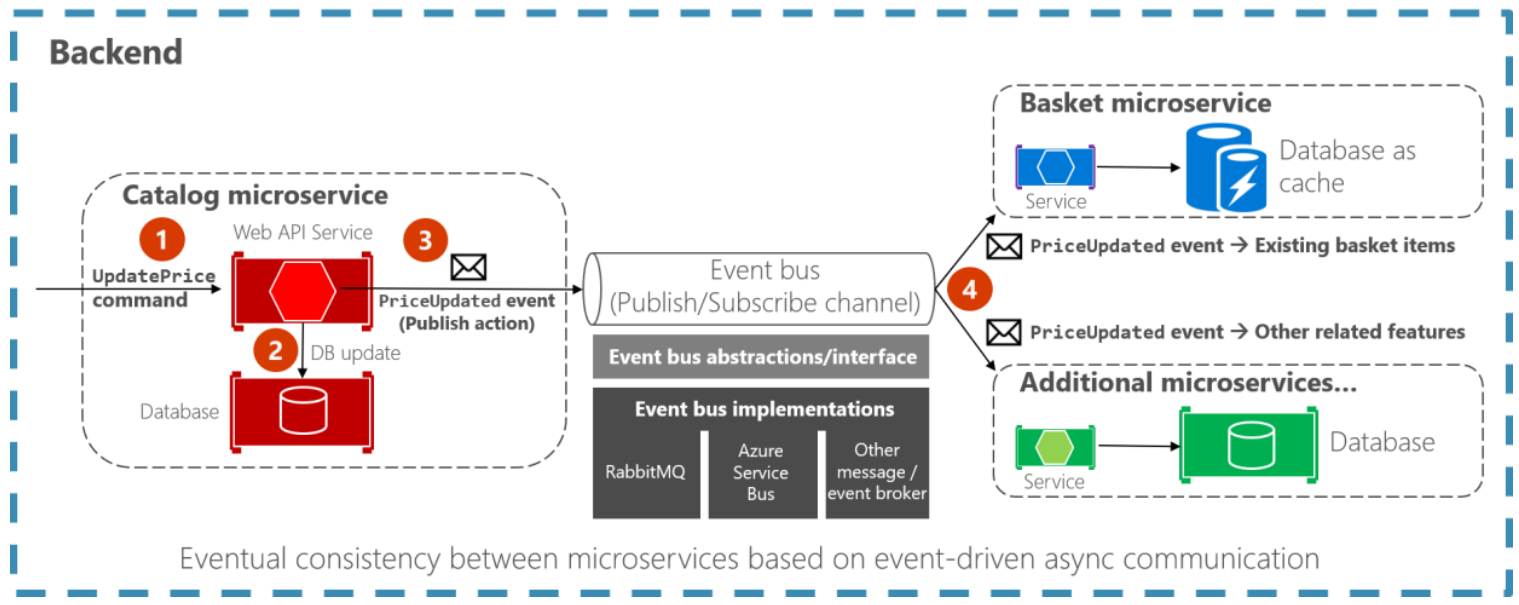 Backend
Catalog microservice
1
Web API Service
3
UpdatePrice
command
PriceUpdated event
(Publish action)
2
DB update
Database
Event bus
(Publish/Subscribe channel)
Event bus abstractions/interface
Event bus implementations
RabbitMQ
Azure
Service
Bus
Other
message /
event broker
4
Basket microservice
Service
Database as
cache
PriceUpdated event → Existing basket items
PriceUpdated event → Other related features
Additional microservices...
Service
Database
Eventual consistency between microservices based on event-driven async communication